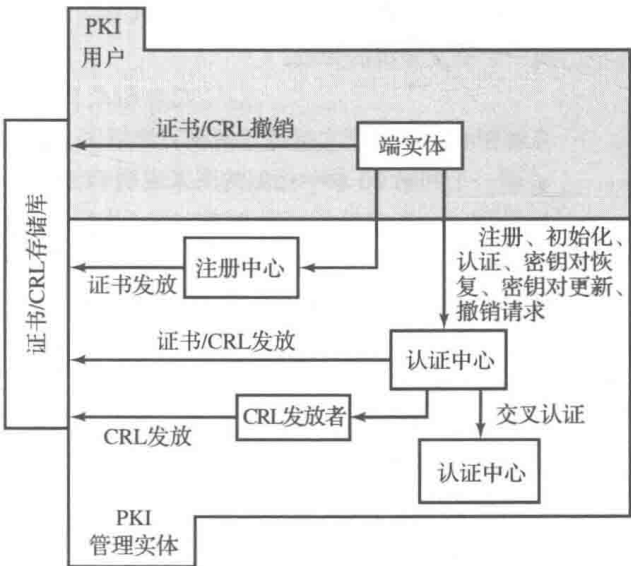 PKI
用户
证书/CRL撤销
端实体
证书/CRL存储库
注册中心
证书发放
注册、初始化、
认证、密钥对恢
复、密钥对更新、
撤销请求
证书/CRL发放
认证中心
CRL发放者
CRL发放
交叉认证
认证中心
PKI
管理实体